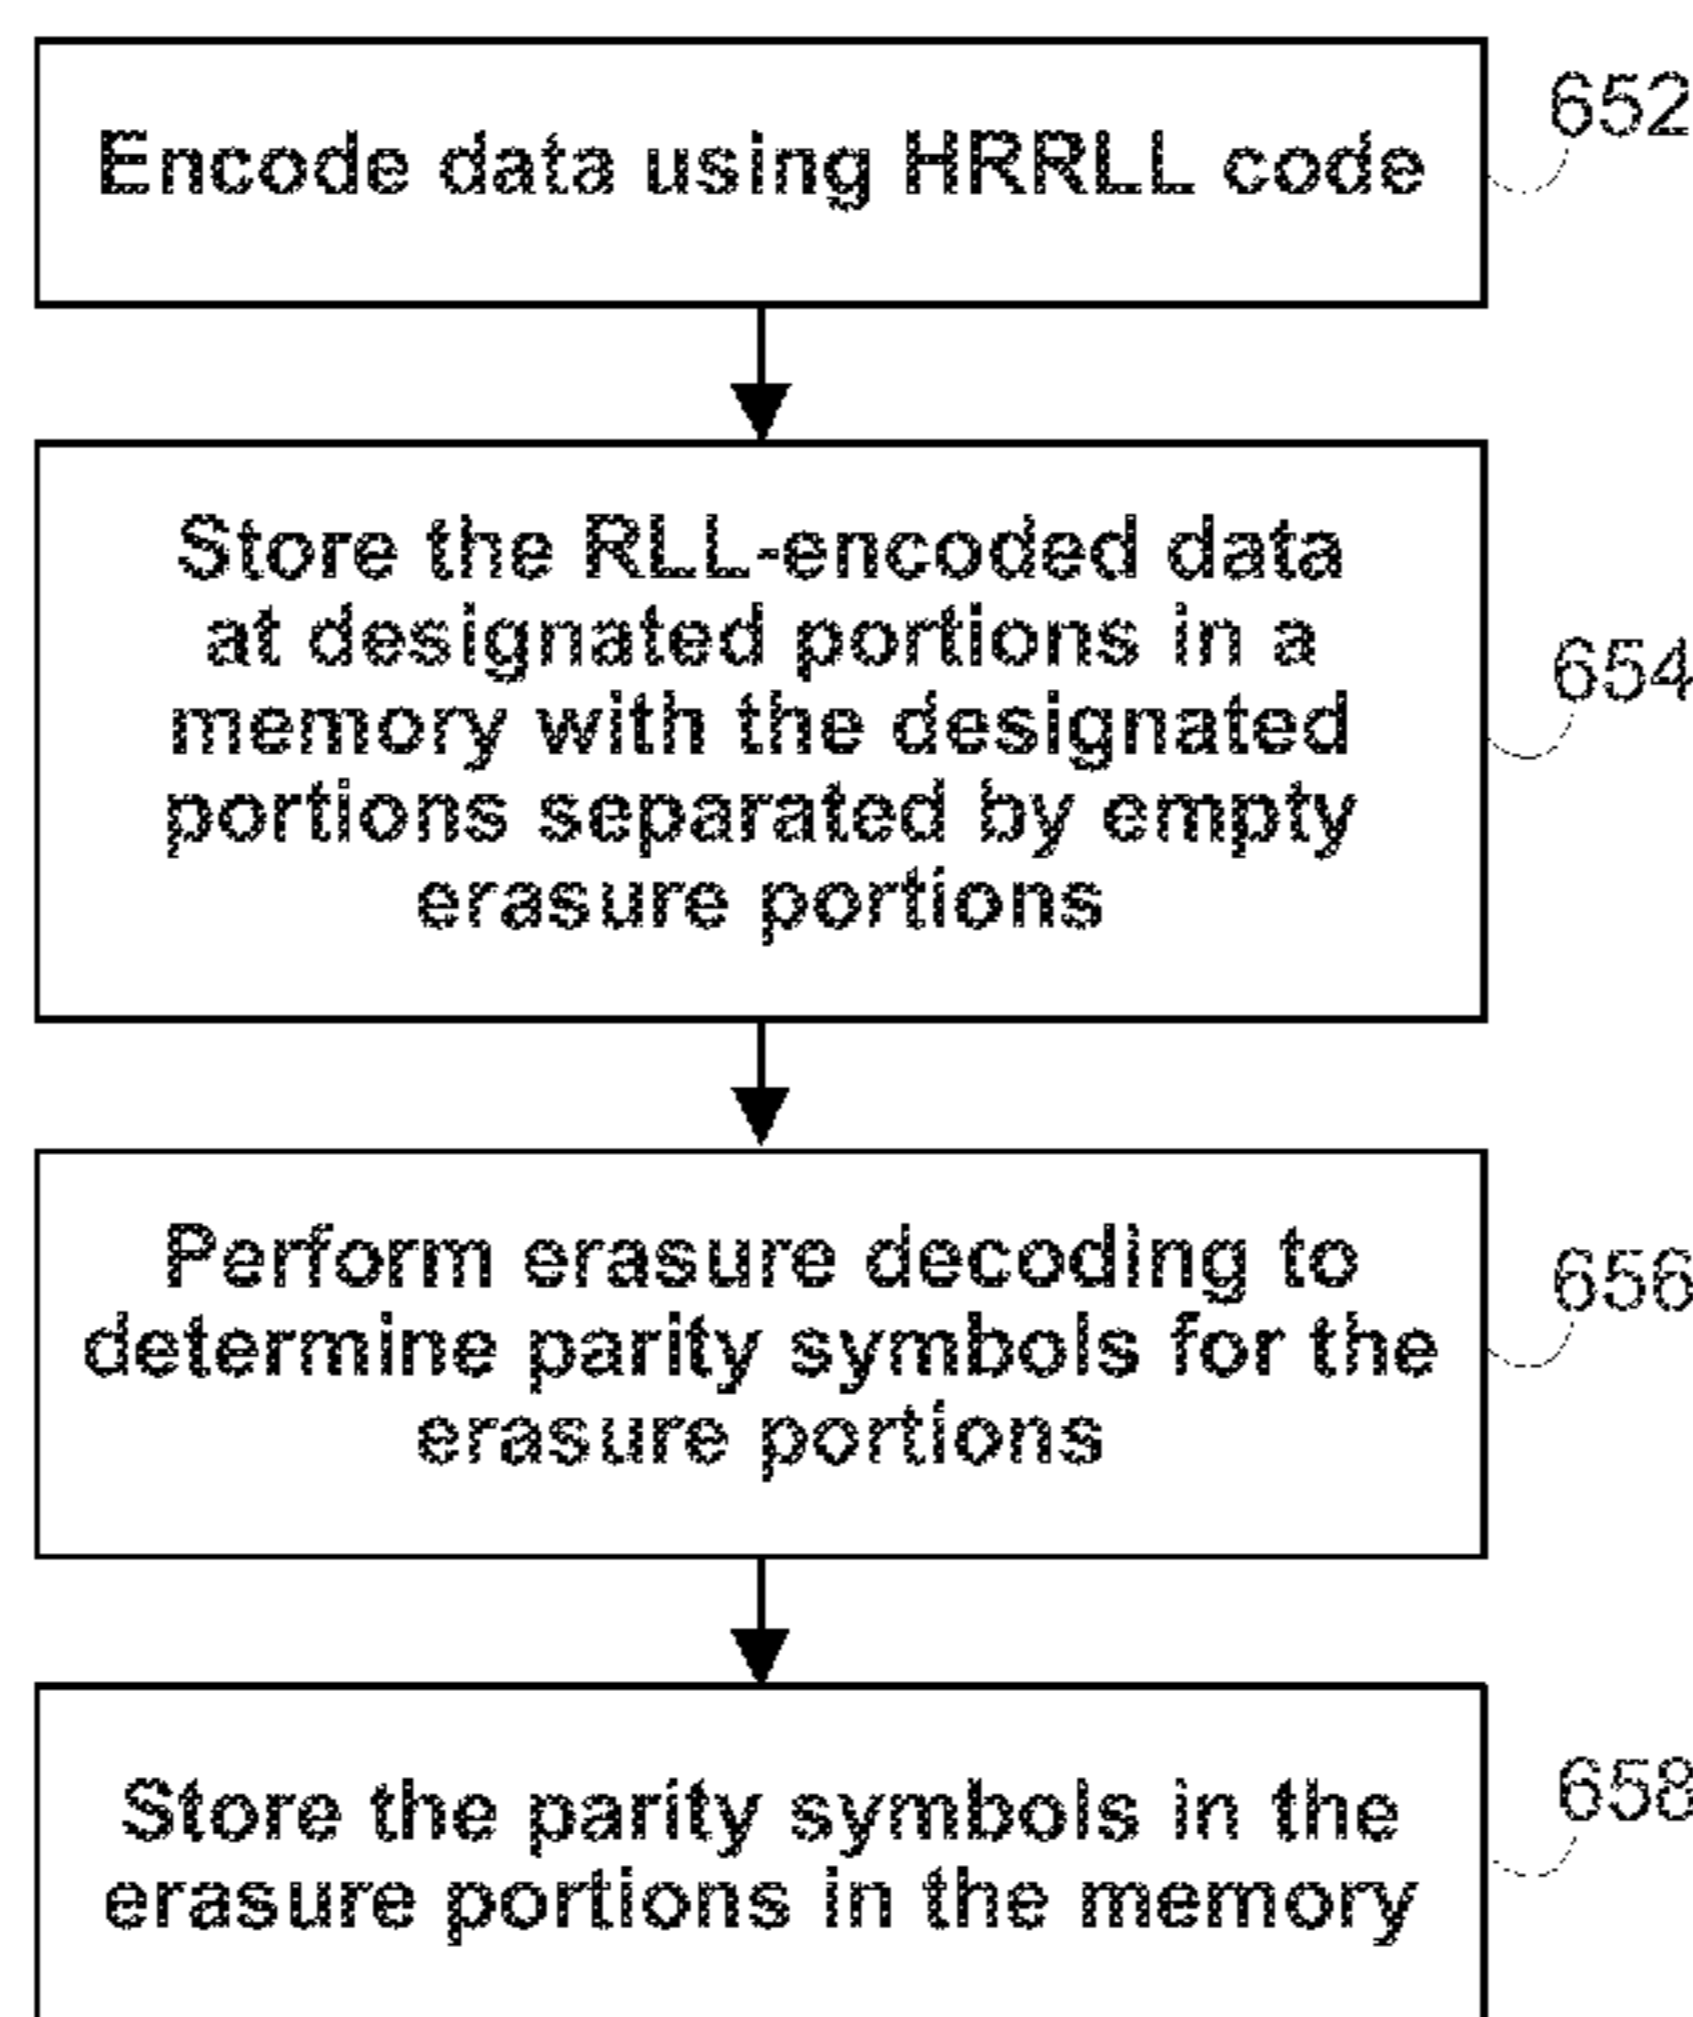 Encode data using HRRLL code
652
Store the RLL-encoded data
at designated portions in a
memory with the designated
portions separated by empty
erasure portions
654
Perform erasure decoding to
determine parity symbols for the
erasure portions
656
Store the parity symbols in the
erasure portions in the memory
658